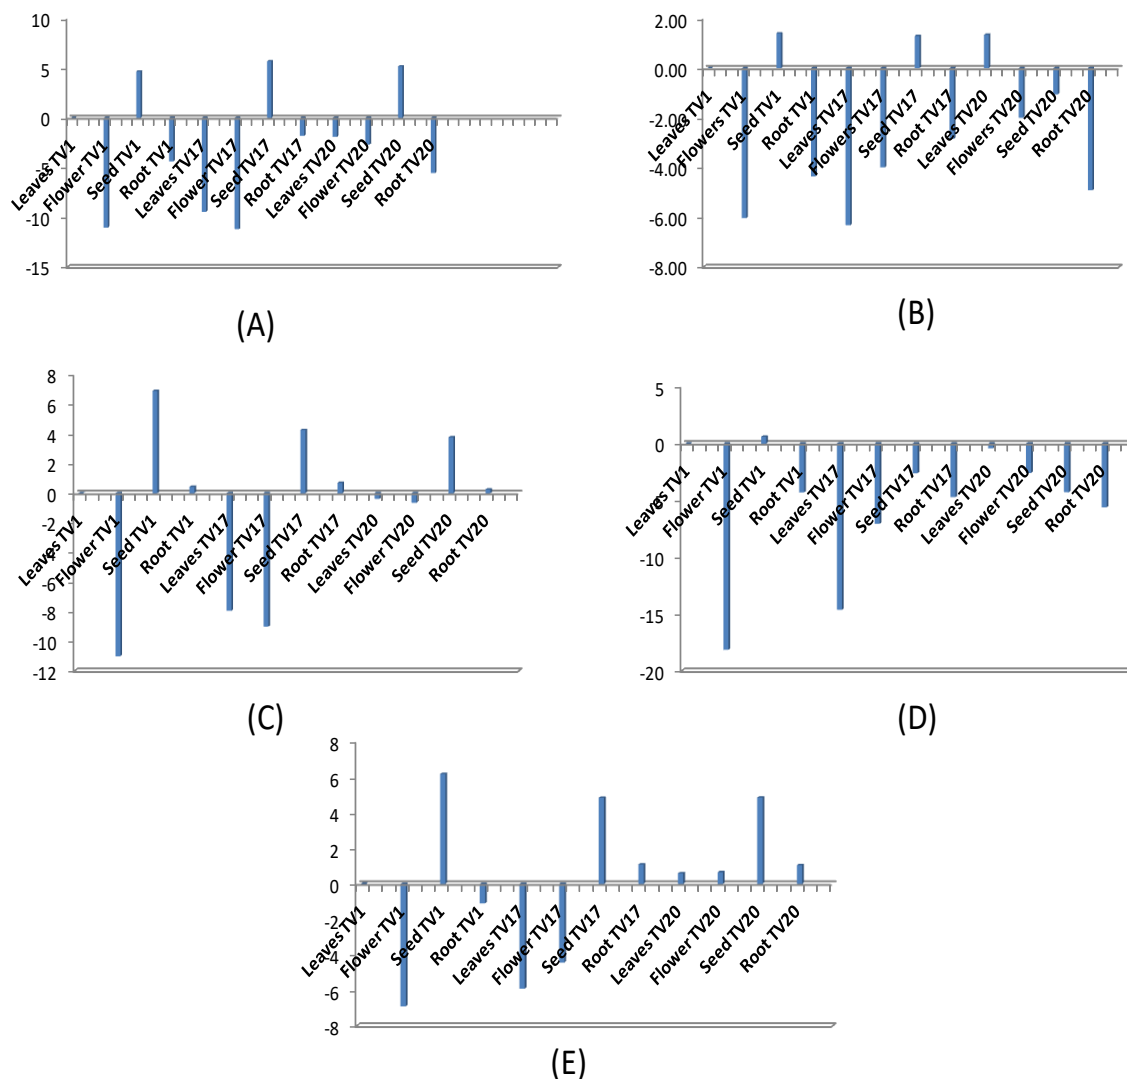 10
5
0
-5
-10
-15
Leaves TV1
Flower TV1
Seed TV1
Root TV1
Leaves TV17
Flower TV17
Seed TV17
Root TV17
Leaves TV20
Flower TV20
Seed TV20
Root TV20
(A)
2.00
0.00
-2.00
-4.00
-6.00
-8.00
Leaves TV1
Flowers TV1
Seed TV1
Root TV1
Leaves TV17
Flowers TV17
Seed TV17
Root TV17
Leaves TV20
Flowers TV20
Seed TV20
Root TV20
(B)
8
6
4
2
0
-2
-4
-6
-8
-10
-12
Leaves TV1
Flower TV1
Seed TV1
Root TV1
Leaves TV17
Flower TV17
Seed TV17
Root TV17
Leaves TV20
Flower TV20
Seed TV20
Root TV20
(C)
5
0
-5
-10
-15
-20
Leaves TV1
Flower TV1
Seed TV1
Root TV1
Leaves TV17
Flower TV17
Seed TV17
Root TV17
Leaves TV20
Flower TV20
Seed TV20
Root TV20
(D)
8
6
4
2
0
-2
-4
-6
-8
Leaves TV1
Flower TV1
Seed TV1
Root TV1
Leaves TV17
Flower TV17
Seed TV17
Root TV17
Leaves TV20
Flower TV20
Seed TV20
Root TV20
(E)